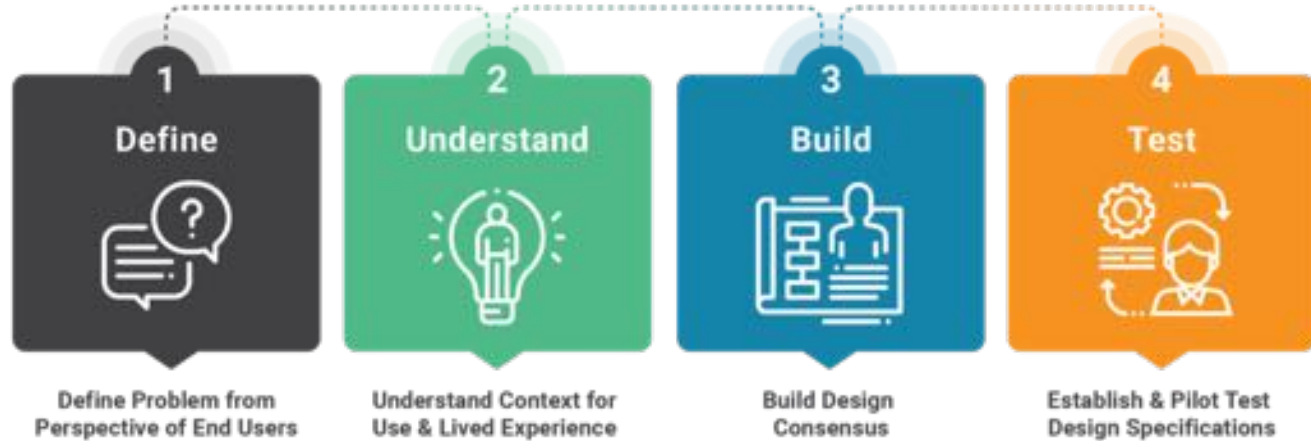 1
Define
?
Define Problem from
Perspective of End Users
2
Understand
Understand Context for
Use & Lived Experience
3
Build
Build Design
Consensus
4
Test
Establish & Pilot Test
Design Specifications